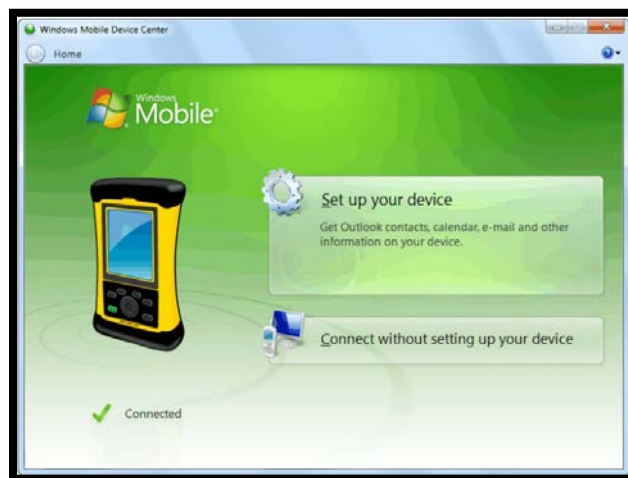 Windows Mobile Device Center
Home
Windows
Mobile
Set up your device
Get Outlook contacts, calendar, e-mail and other
information on your device.
Connect without setting up your device
Connected